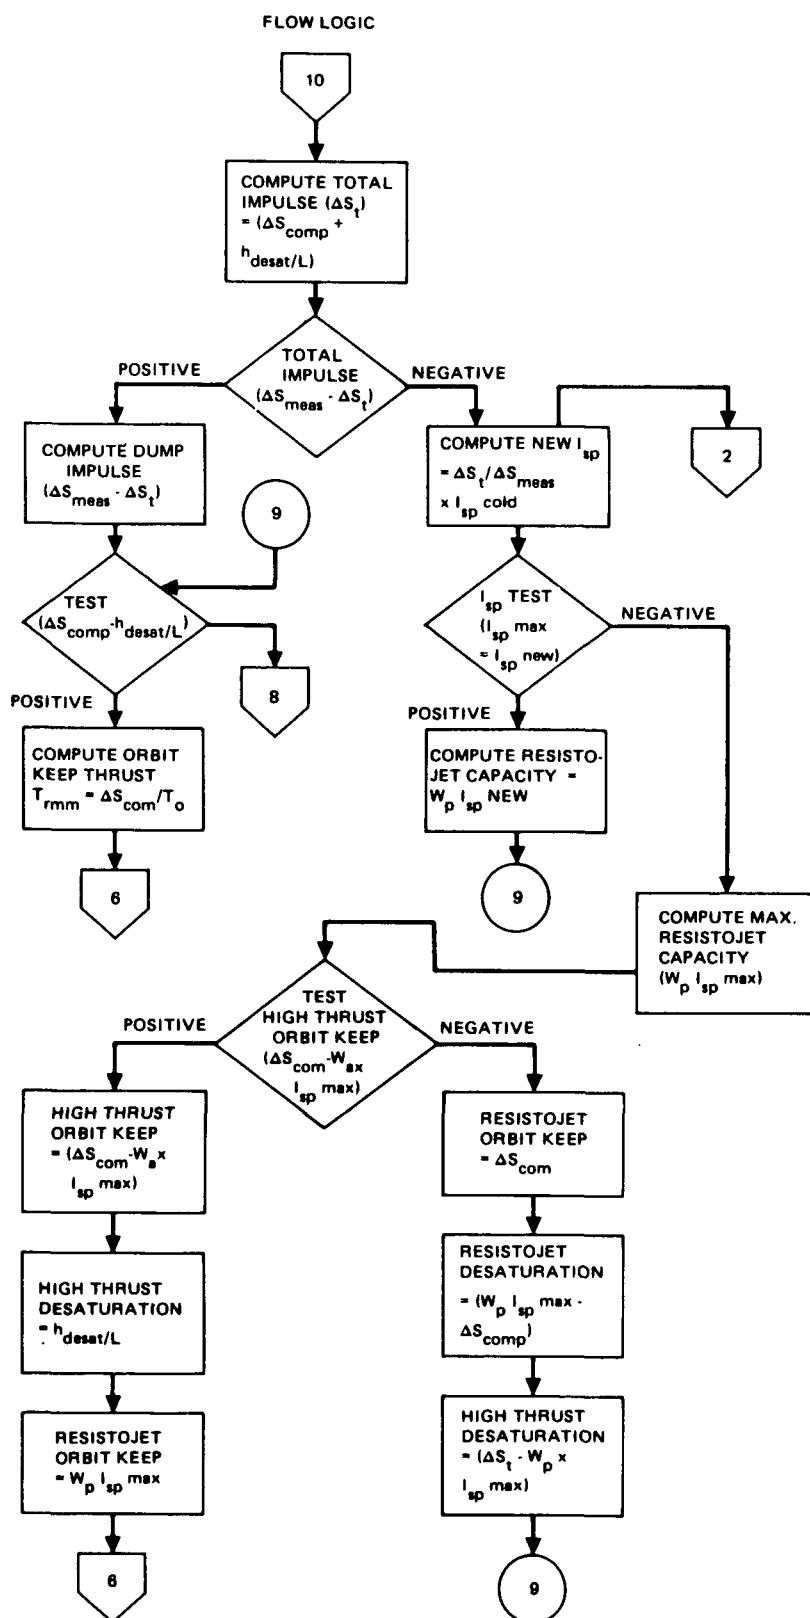 FLOW LOGIC
10
COMPUTE TOTAL
IMPULSE (ΔS_t)
= (ΔS_comp +
h_desat/L)
POSITIVE
TOTAL
IMPULSE
(ΔS_meas - ΔS_t)
NEGATIVE
COMPUTE DUMP
IMPULSE
(ΔS_meas - ΔS_t)
9
COMPUTE NEW I_sp
= ΔS_t/ΔS_meas
x I_sp cold
2
TEST
(ΔS_comp-h_desat/L)
8
POSITIVE
I_sp TEST
(I_sp max
= I_sp new)
NEGATIVE
POSITIVE
COMPUTE ORBIT
KEEP THRUST
T_rmm = ΔS_com/T_o
6
COMPUTE RESISTO-
JET CAPACITY =
W_p I_sp NEW
9
COMPUTE MAX.
RESISTOJET
CAPACITY
(W_p I_sp max)
POSITIVE
TEST
HIGH THRUST
ORBIT KEEP
(ΔS_com-W_ax
I_sp max)
NEGATIVE
HIGH THRUST
ORBIT KEEP
= (ΔS_com-W_a x
I_sp max)
HIGH THRUST
DESATURATION
= h_desat/L
RESISTOJET
ORBIT KEEP
= W_p I_sp max
6
RESISTOJET
ORBIT KEEP
= ΔS_com
RESISTOJET
DESATURATION
= (W_p I_sp max -
ΔS_comp)
HIGH THRUST
DESATURATION
= (ΔS_t - W_p x
I_sp max)
9